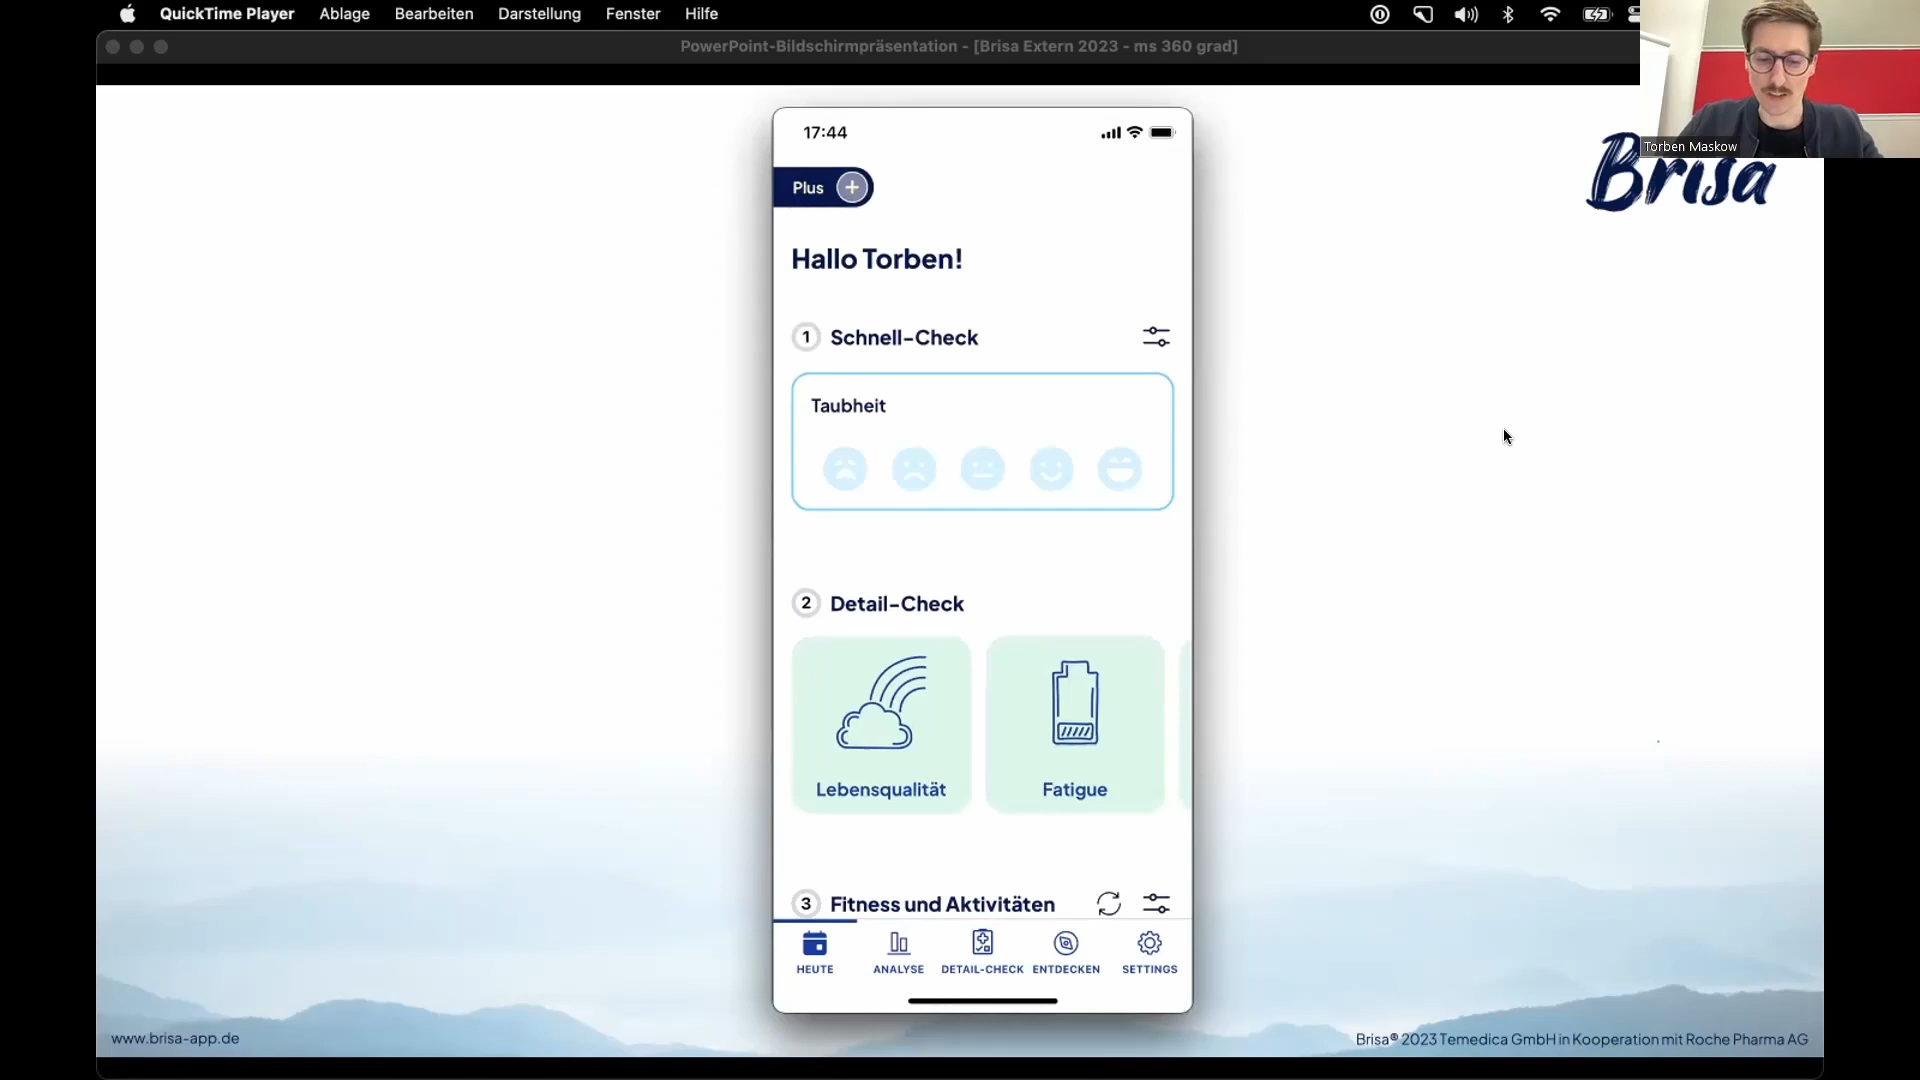 QuickTime Player Ablage Bearbeiten Darstellung Fenster Hilfe
PowerPoint-Bildschirmpräsentation - [Brisa Extern 2023 - ms 360 grad]
Torben Maskow
Brisa
17:44
Plus +
Hallo Torben!
1 Schnell-Check
Taubheit
2 Detail-Check
Lebensqualität Fatigue
3 Fitness und Aktivitäten
HEUTE ANALYSE DETAIL-CHECK ENTDECKEN SETTINGS
www.brisa-app.de
Brisa® 2023 Temedica GmbH in Kooperation mit Roche Pharma AG